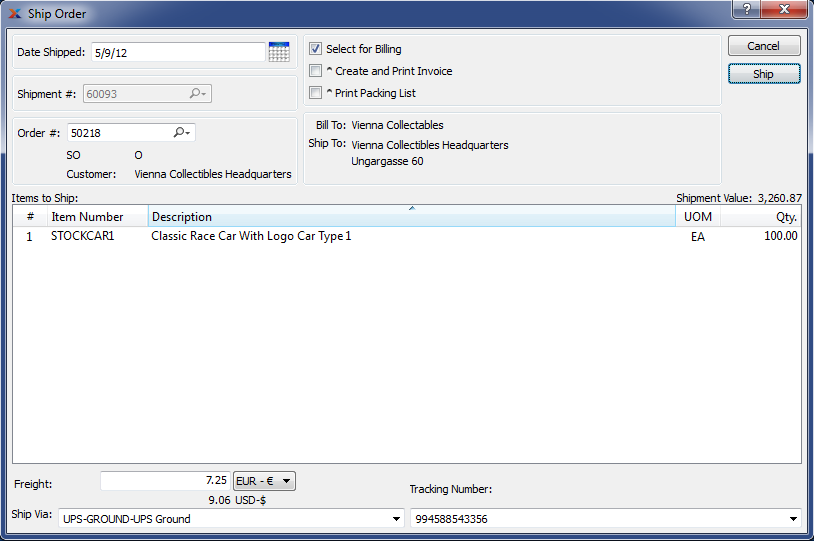 Ship Order
?
Date Shipped: 5/9/12
Shipment #: 60093
Order #: 50218
SO O
Customer: Vienna Collectibles Headquarters
Select for Billing
^ Create and Print Invoice
^ Print Packing List
Bill To: Vienna Collectables
Ship To: Vienna Collectibles Headquarters
Ungargasse 60
Cancel
Ship
Items to Ship: Shipment Value: 3,260.87
# Item Number Description UOM Qty.
1 STOCKCAR1 Classic Race Car With Logo Car Type 1 EA 100.00
Freight: 7.25 EUR - €
9.06 USD-$
Tracking Number:
Ship Via: UPS-GROUND-UPS Ground 994588543356